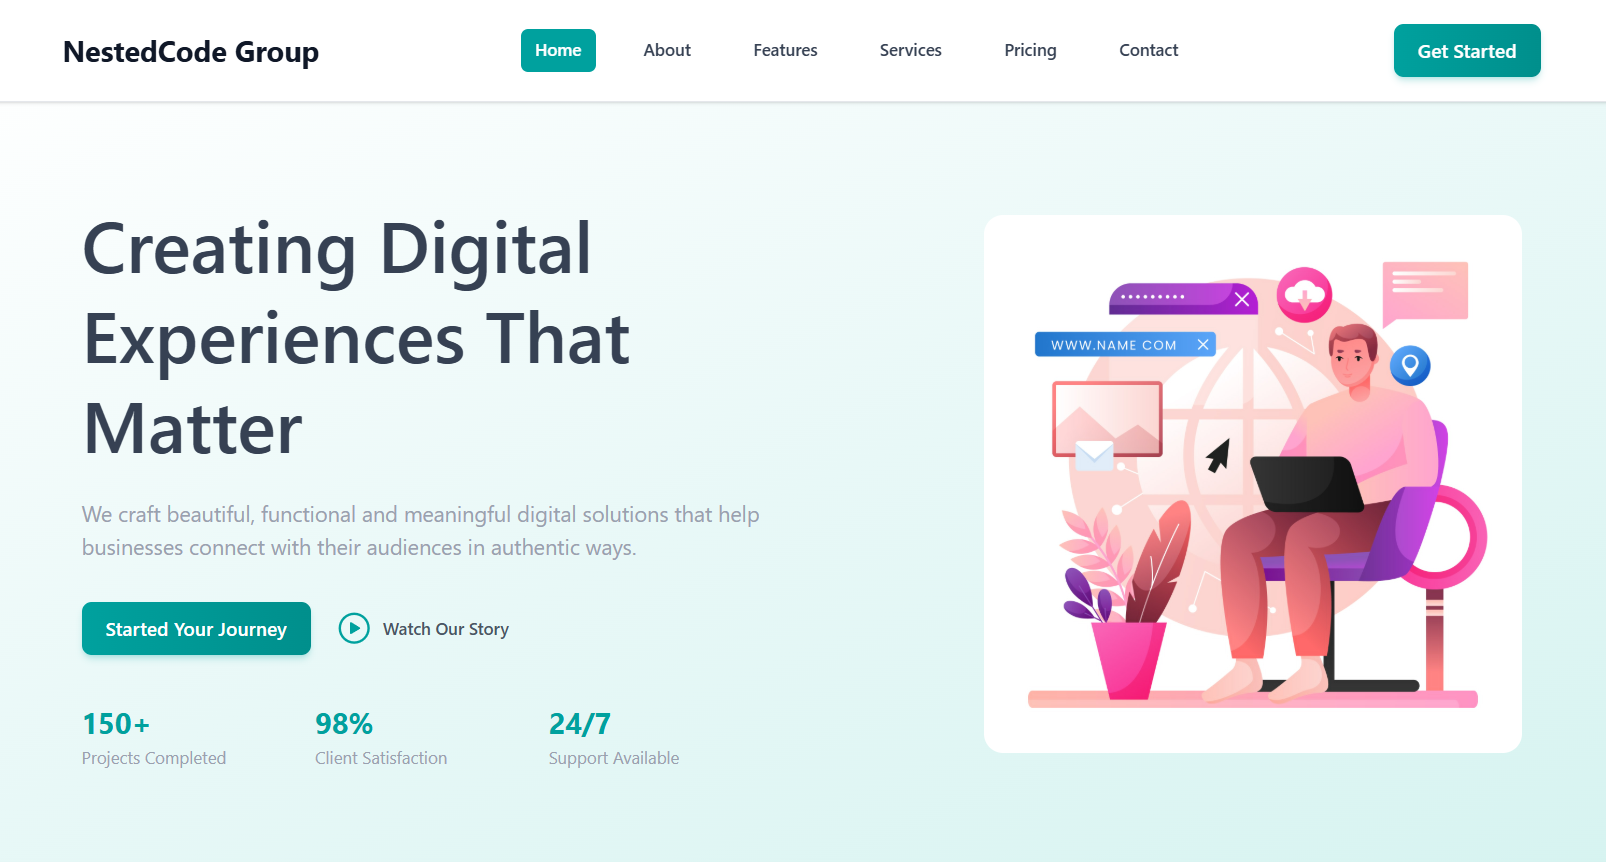 NestedCode Group
Home
About
Features
Services
Pricing
Contact
Get Started
Creating Digital
Experiences That
Matter
We craft beautiful, functional and meaningful digital solutions that help
businesses connect with their audiences in authentic ways.
Started Your Journey
Watch Our Story
150+
Projects Completed
98%
Client Satisfaction
24/7
Support Available
WWW.NAME COM